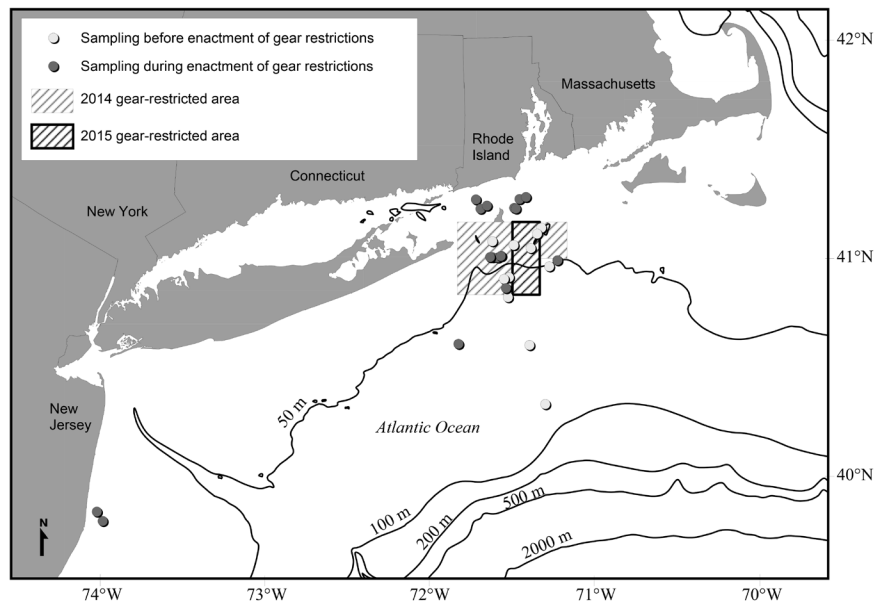 Sampling before enactment of gear restrictions
Sampling during enactment of gear restrictions
2014 gear-restricted area
2015 gear-restricted area
42°N
Massachusetts
Rhode
Island
Connecticut
New York
41°N
50 m
New
Jersey
Atlantic Ocean
40°N
100 m
200 m
500 m
2000 m
N
74°W
73°W
72°W
71°W
70°W